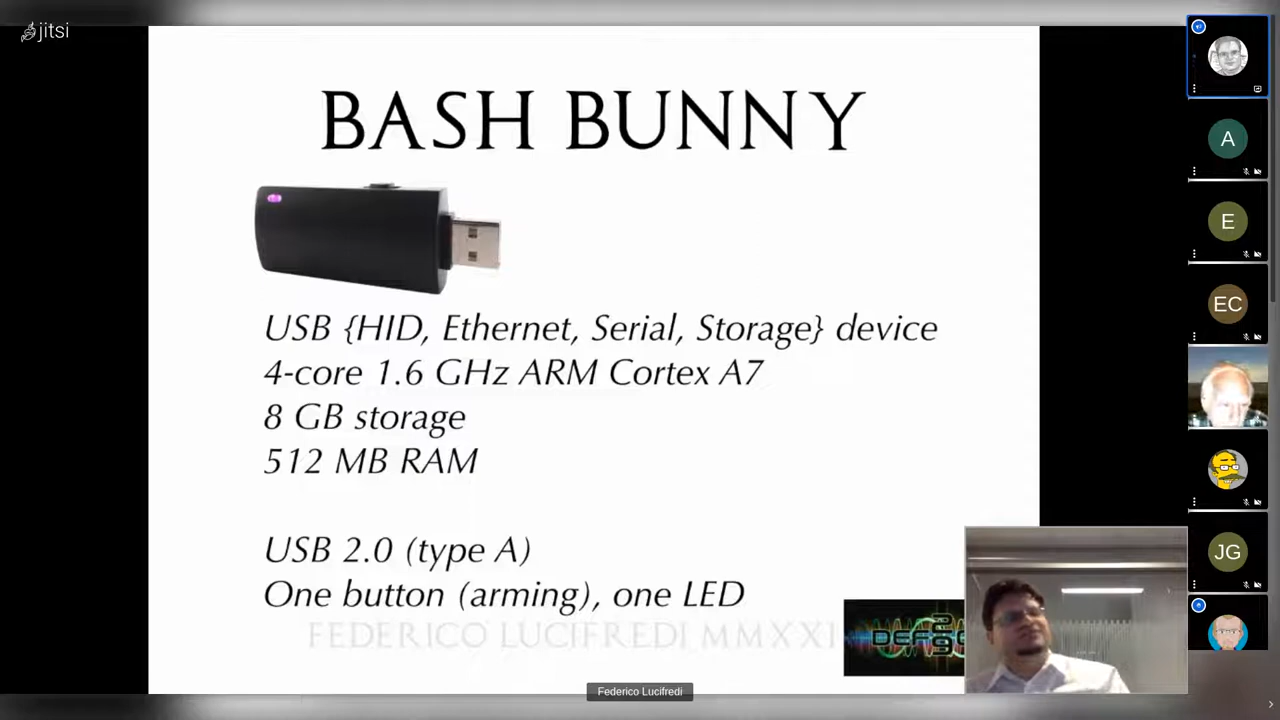 jitsi
BASH BUNNY
USB {HID, Ethernet, Serial, Storage} device
4-core 1.6 GHz ARM Cortex A7
8 GB storage
512 MB RAM
USB 2.0 (type A)
One button (arming), one LED
FEDERICO LUCIFREDI MMXXI
Federico Lucifredi
A
E
EC
JG